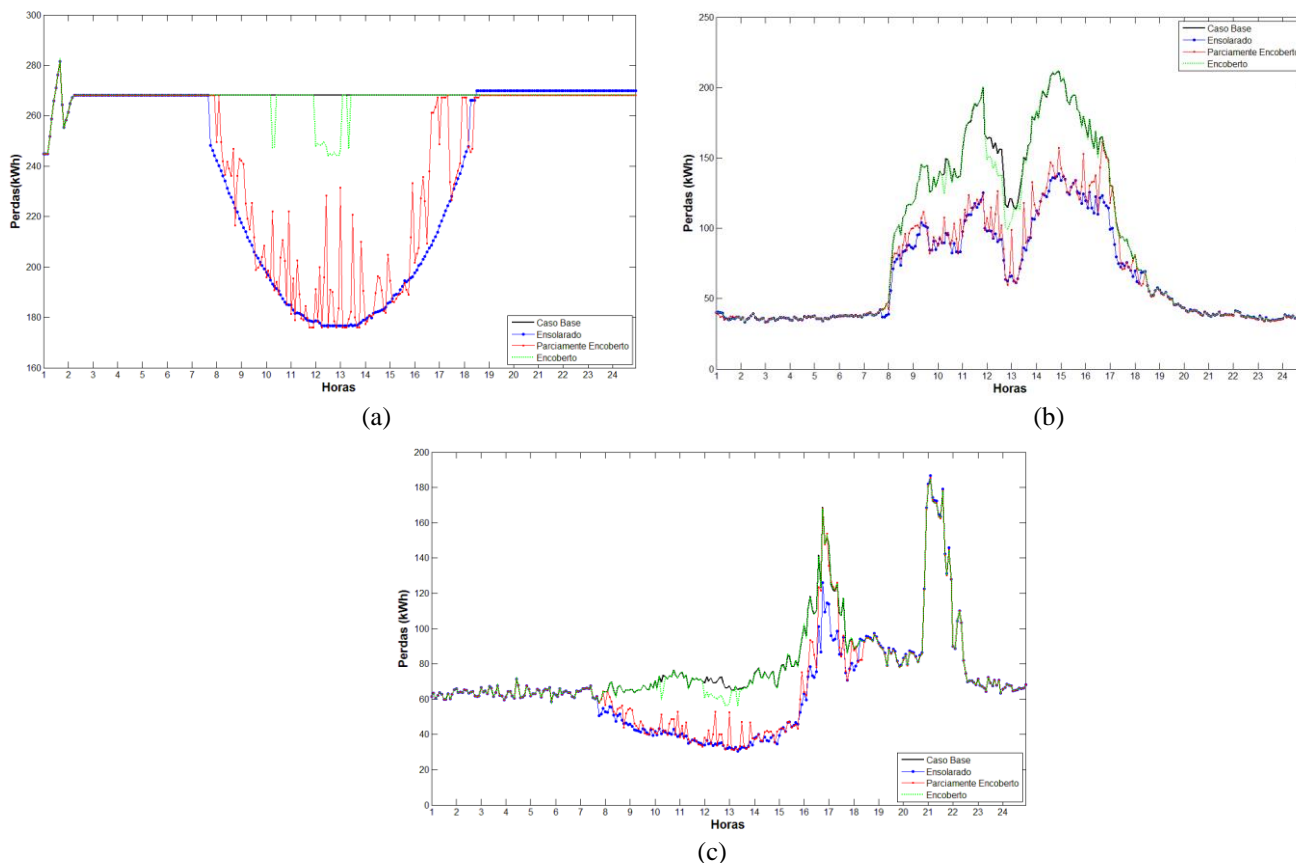 300
280
260
240
220
200
180
160
Perdas(kWh)
1 2 3 4 5 6 7 8 9 10 11 12 13 14 15 16 17 18 19 20 21 22 23 24
Horas
Caso Base
Ensolarado
Parciamente Encoberto
Encoberto
(a)
250
200
150
100
50
0
Perdas (kWh)
1 2 3 4 5 6 7 8 9 10 11 12 13 14 15 16 17 18 19 20 21 22 23 24
Horas
Caso Base
Ensolarado
Parciamente Encoberto
Encoberto
(b)
200
180
160
140
120
100
80
60
40
20
0
Perdas (kWh)
1 2 3 4 5 6 7 8 9 10 11 12 13 14 15 16 17 18 19 20 21 22 23 24
Horas
Caso Base
Ensolarado
Parciamente Encoberto
Encoberto
(c)